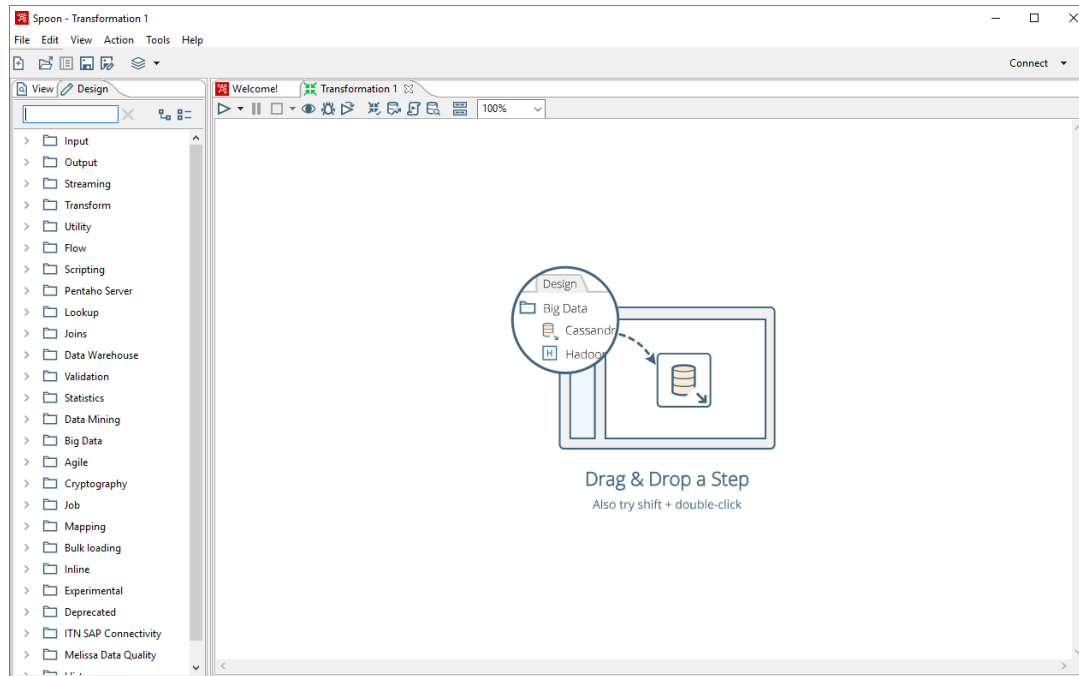 Spoon - Transformation 1
File Edit View Action Tools Help
Connect
View Design
Welcome! Transformation 1
100%
Input
Output
Streaming
Transform
Utility
Flow
Scripting
Pentaho Server
Lookup
Joins
Data Warehouse
Validation
Statistics
Data Mining
Big Data
Agile
Cryptography
Job
Mapping
Bulk loading
Inline
Experimental
Deprecated
ITN SAP Connectivity
Melissa Data Quality
Design
Big Data
Cassandr
Hadoop
H
Drag & Drop a Step
Also try shift + double-click